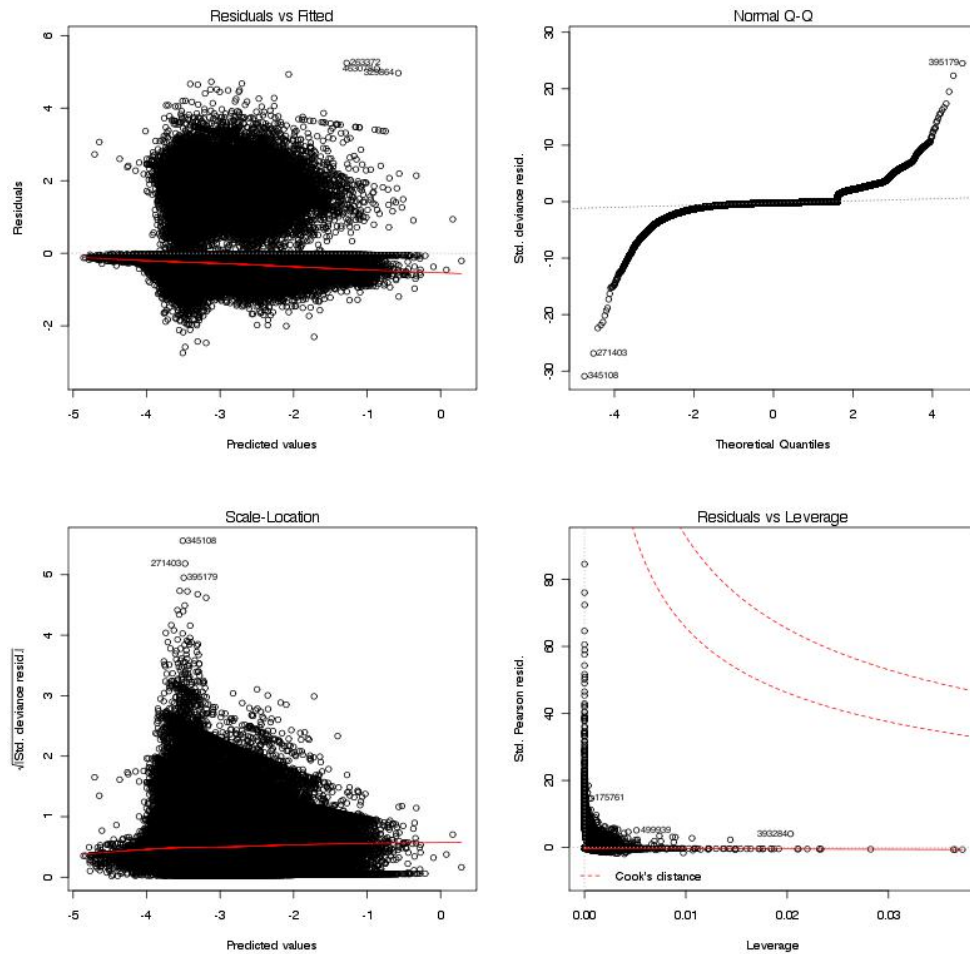 Residuals vs Fitted
263372
329864
6
4
2
0
-2
Residuals
-5 -4 -3 -2 -1 0
Predicted values
Normal Q-Q
395179
271403
345108
30
20
10
0
-10
-20
-30
Std. deviance resid.
-4 -2 0 2 4
Theoretical Quantiles
Scale-Location
345108
271403
395179
5
4
3
2
1
0
√|Std. deviance resid.|
-5 -4 -3 -2 -1 0
Predicted values
Residuals vs Leverage
175761
499939
393284
Cook's distance
80
60
40
20
0
Std. Pearson resid.
0.00 0.01 0.02 0.03
Leverage